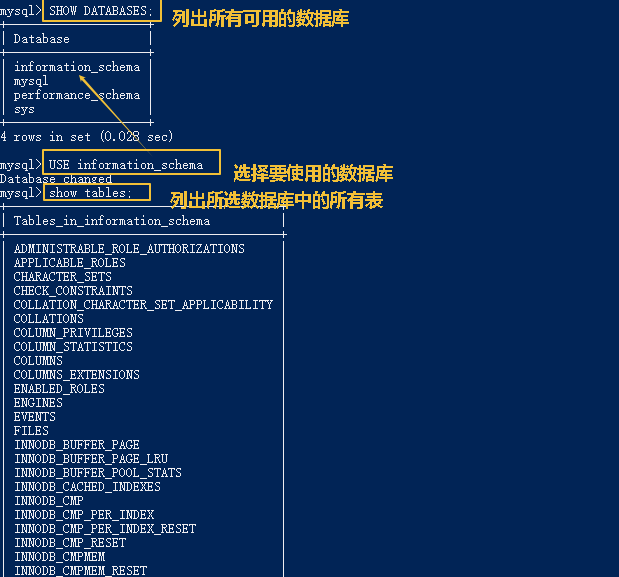 mysql> SHOW DATABASES;
列出所有可用的数据库
Database
information_schema
mysql
performance_schema
sys
4 rows in set (0.028 sec)
mysql> USE information_schema
选择要使用的数据库
Database changed
mysql> show tables;
列出所选数据库中的所有表
Tables_in_information_schema
ADMINISTRABLE_ROLE_AUTHORIZATIONS
APPLICABLE_ROLES
CHARACTER_SETS
CHECK_CONSTRAINTS
COLLATION_CHARACTER_SET_APPLICABILITY
COLLATIONS
COLUMN_PRIVILEGES
COLUMN_STATISTICS
COLUMNS
COLUMNS_EXTENSIONS
ENABLED_ROLES
ENGINES
EVENTS
FILES
INNODB_BUFFER_PAGE
INNODB_BUFFER_PAGE_LRU
INNODB_BUFFER_POOL_STATS
INNODB_CACHED_INDEXES
INNODB_CMP
INNODB_CMP_PER_INDEX
INNODB_CMP_PER_INDEX_RESET
INNODB_CMP_RESET
INNODB_CMPMEM
INNODB_CMPMEM_RESET